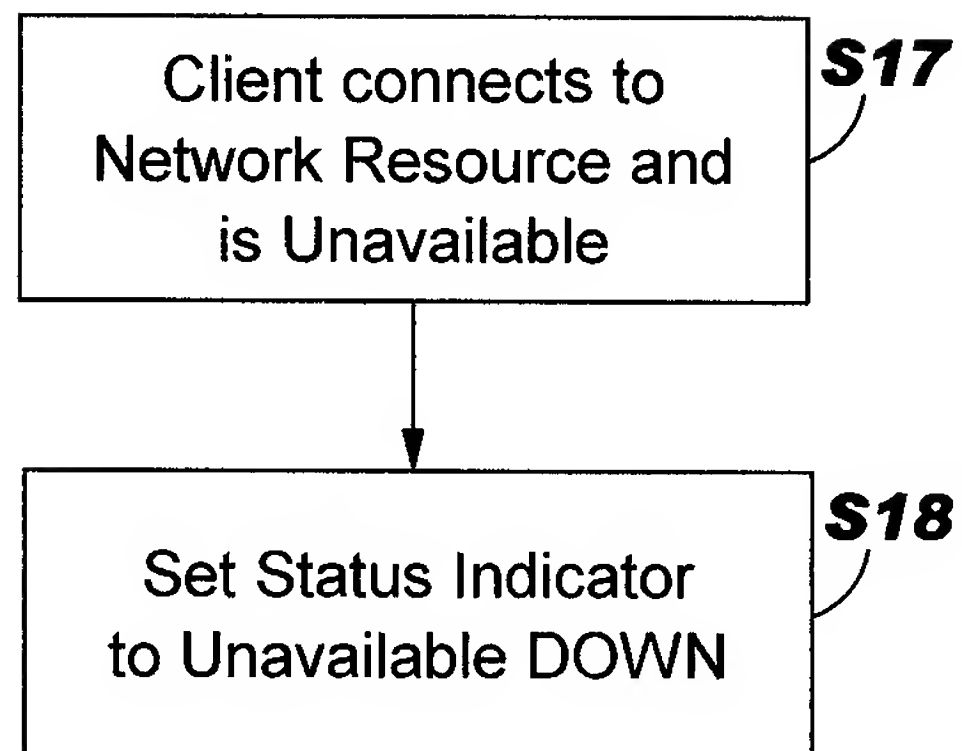 Client connects to
Network Resource and
is Unavailable
S17
Set Status Indicator
to Unavailable DOWN
S18